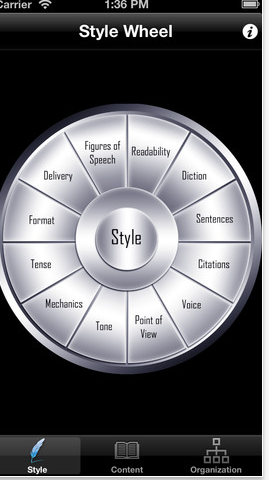 Carrier 1:36 PM
Style Wheel
i
Figures of
Speech
Readability
Diction
Sentences
Citations
Voice
Point of
View
Tone
Mechanics
Tense
Format
Delivery
Style
Style Content Organization